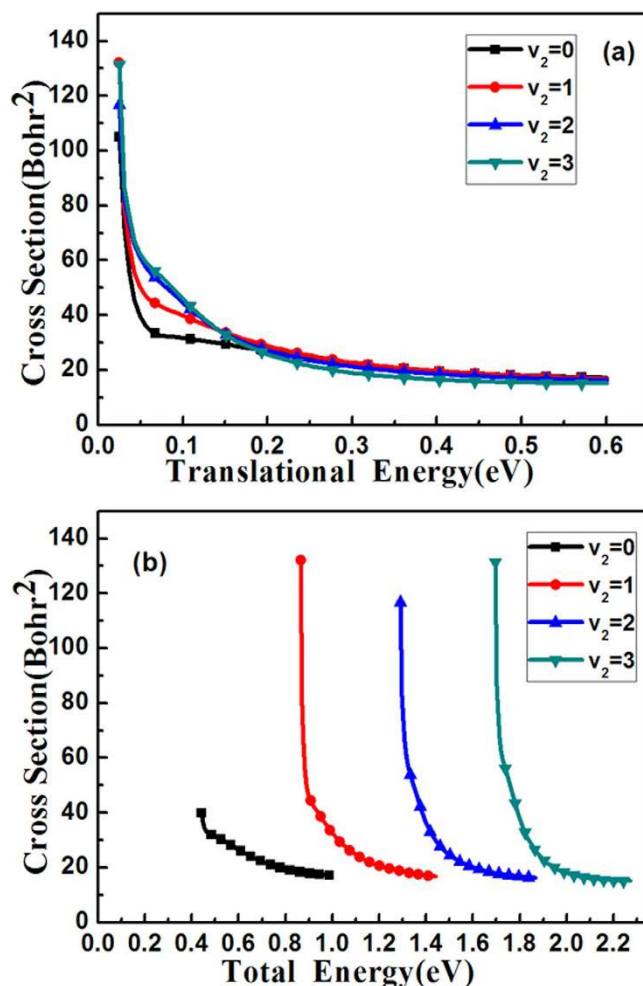 140
120
100
80
60
40
20
0
Cross Section(Bohr²)
v₂=0
v₂=1
v₂=2
v₂=3
(a)
0.0 0.1 0.2 0.3 0.4 0.5 0.6
Translational Energy(eV)
140
120
100
80
60
40
20
0
Cross Section(Bohr²)
(b)
v₂=0
v₂=1
v₂=2
v₂=3
0.0 0.2 0.4 0.6 0.8 1.0 1.2 1.4 1.6 1.8 2.0 2.2
Total Energy(eV)